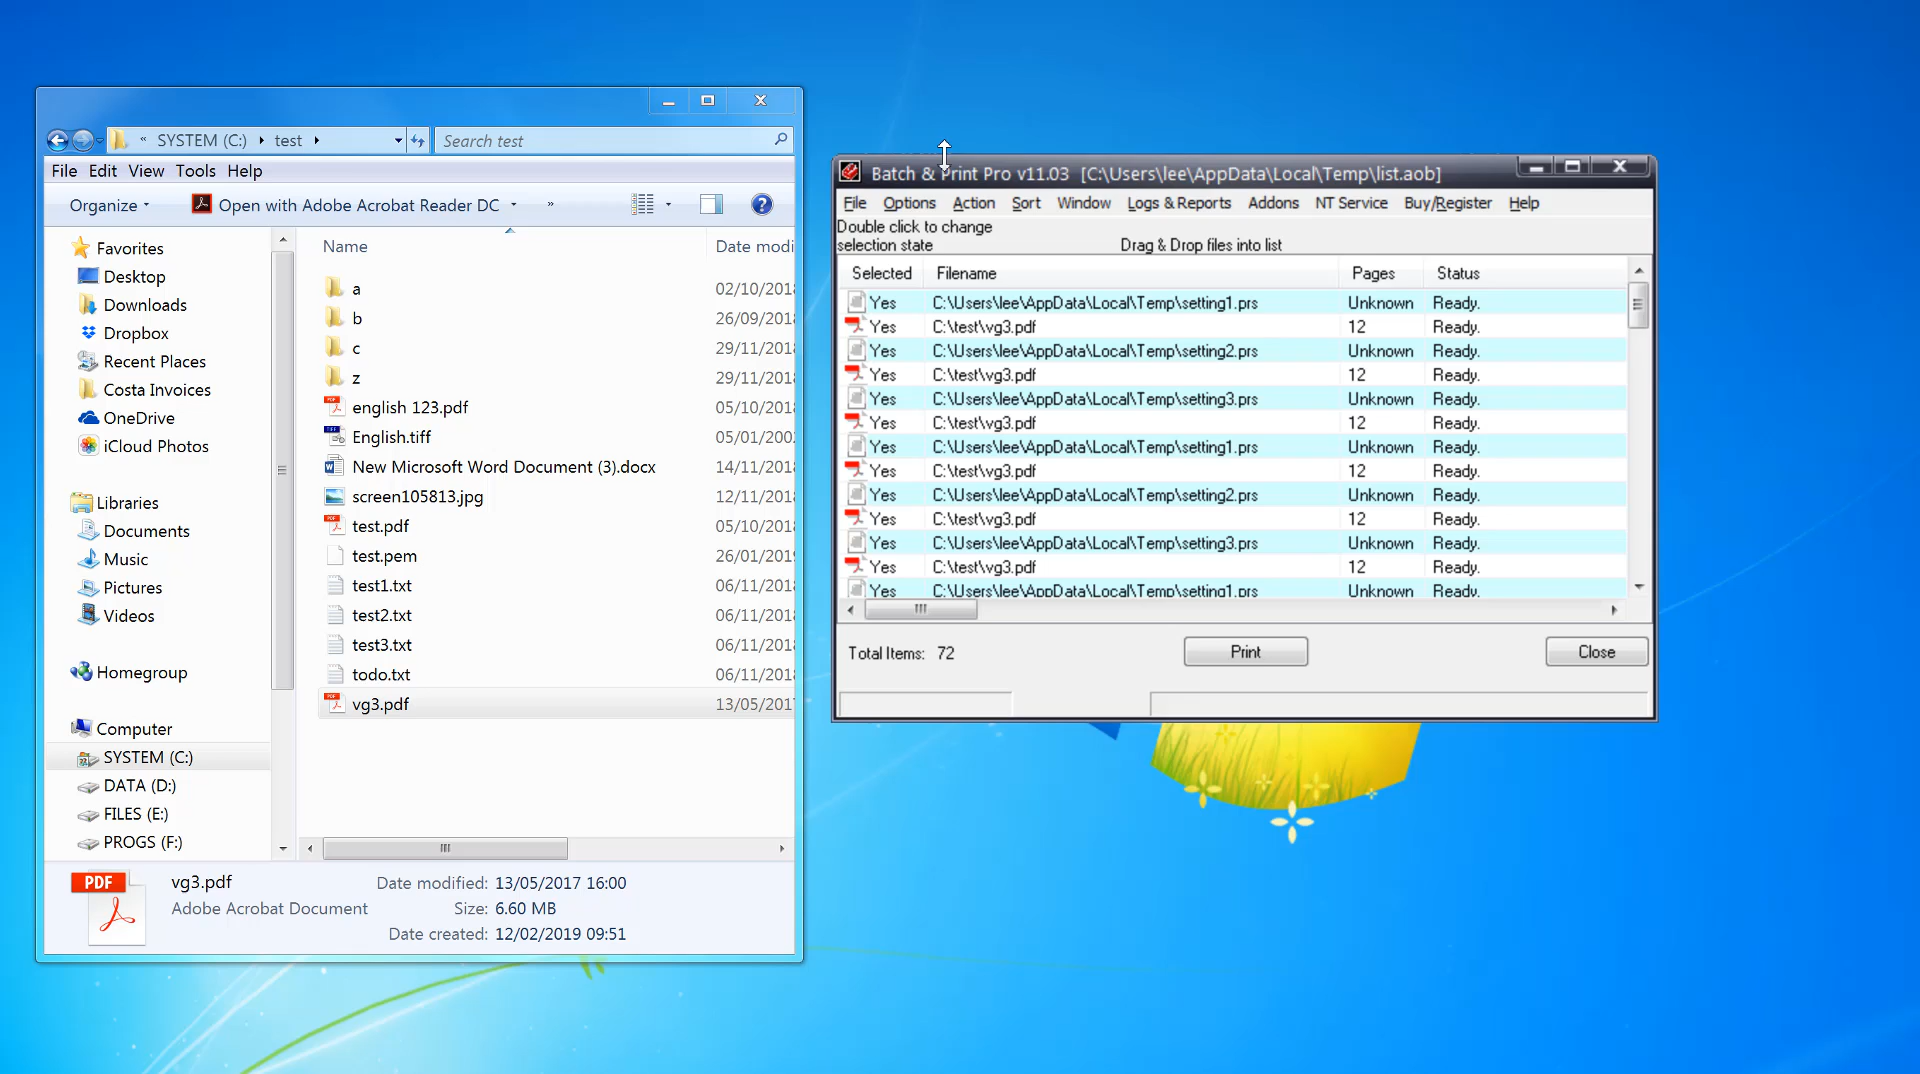 « SYSTEM (C:) ▸ test ▸
Search test
File Edit View Tools Help
Organize Open with Adobe Acrobat Reader DC »
Favorites
Desktop
Downloads
Dropbox
Recent Places
Costa Invoices
OneDrive
iCloud Photos
Libraries
Documents
Music
Pictures
Videos
Homegroup
Computer
SYSTEM (C:)
DATA (D:)
FILES (E:)
PROGS (F:)
Name Date modi
a 02/10/201
b 26/09/201
c 29/11/201
z 29/11/201
english 123.pdf 05/10/201
English.tiff 05/01/200
New Microsoft Word Document (3).docx 14/11/201
screen105813.jpg 12/11/201
test.pdf 05/10/201
test.pem 26/01/201
test1.txt 06/11/201
test2.txt 06/11/201
test3.txt 06/11/201
todo.txt 06/11/201
vg3.pdf 13/05/2017
PDF
vg3.pdf Date modified: 13/05/2017 16:00
Adobe Acrobat Document Size: 6.60 MB
Date created: 12/02/2019 09:51
Batch & Print Pro v11.03 [C:\Users\lee\AppData\Local\Temp\list.aob]
File Options Action Sort Window Logs & Reports Addons NT Service Buy/Register Help
Double click to change
selection state Drag & Drop files into list
Selected Filename Pages Status
Yes C:\Users\lee\AppData\Local\Temp\setting1.prs Unknown Ready.
Yes C:\test\vg3.pdf 12 Ready.
Yes C:\Users\lee\AppData\Local\Temp\setting2.prs Unknown Ready.
Yes C:\test\vg3.pdf 12 Ready.
Yes C:\Users\lee\AppData\Local\Temp\setting3.prs Unknown Ready.
Yes C:\test\vg3.pdf 12 Ready.
Yes C:\Users\lee\AppData\Local\Temp\setting1.prs Unknown Ready.
Yes C:\test\vg3.pdf 12 Ready.
Yes C:\Users\lee\AppData\Local\Temp\setting2.prs Unknown Ready.
Yes C:\test\vg3.pdf 12 Ready.
Yes C:\Users\lee\AppData\Local\Temp\setting3.prs Unknown Ready.
Yes C:\test\vg3.pdf 12 Ready.
Yes C:\Users\lee\AppData\Local\Temp\setting1.prs Unknown Ready.
Total Items: 72 Print Close